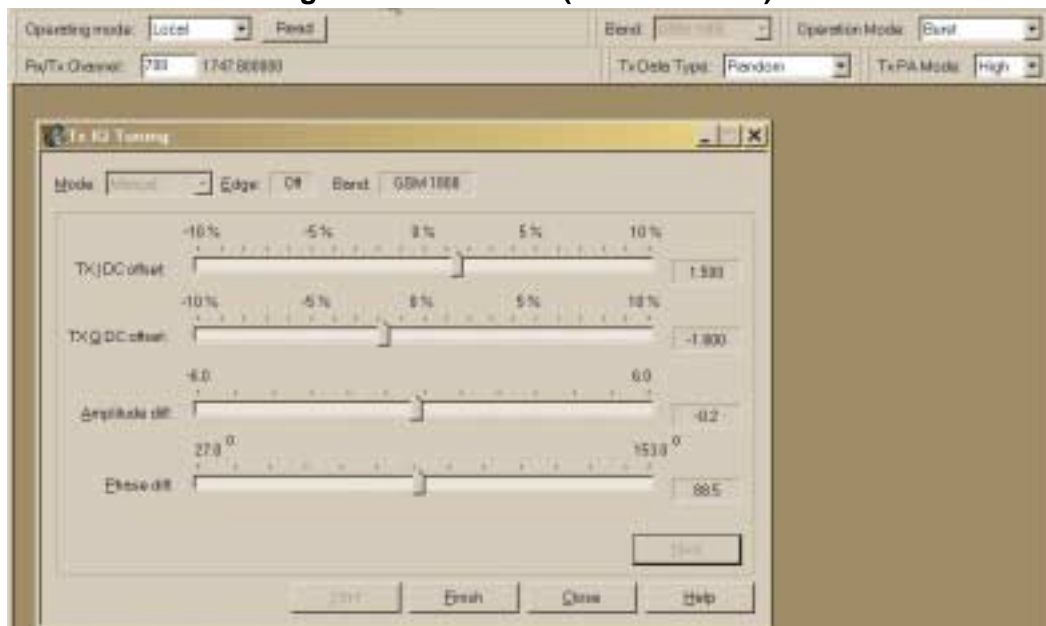 Operating mode: Local Read Band: Operation Mode: Burst
Rx/Tx Channel: 700 1747.800000 Tx Data Type: Random Tx PA Mode: High
Tx IQ Tuning
Mode: Manual Edge: Off Band: GSM1800
-10 % -5 % 0 % 5 % 10 %
TX I DC offset: 1.500
-10 % -5 % 0 % 5 % 10 %
TX Q DC offset: -1.800
-6.0 6.0
Amplitude diff: -0.2
27.0 ° 153.0 °
Phase diff: 88.5
Next
Start Finish Close Help